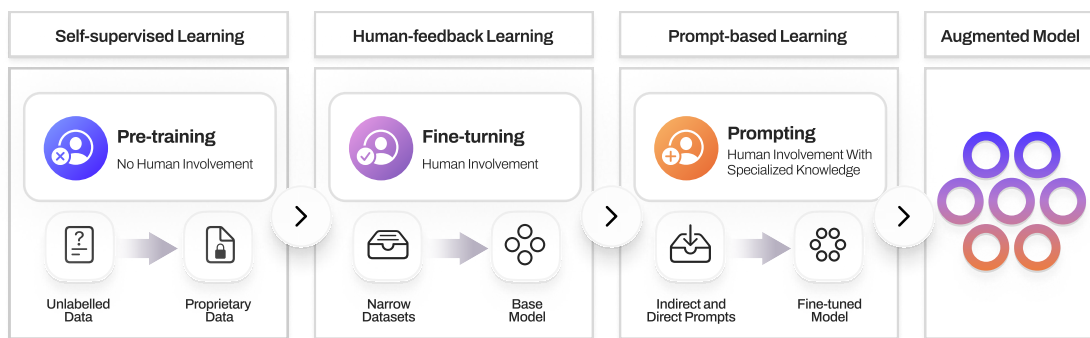 Self-supervised Learning
Human-feedback Learning
Prompt-based Learning
Augmented Model
Pre-training
No Human Involvement
Fine-turning
Human Involvement
Prompting
Human Involvement With
Specialized Knowledge
?
Unlabelled
Data
Proprietary
Data
Narrow
Datasets
Base
Model
Indirect and
Direct Prompts
Fine-tuned
Model